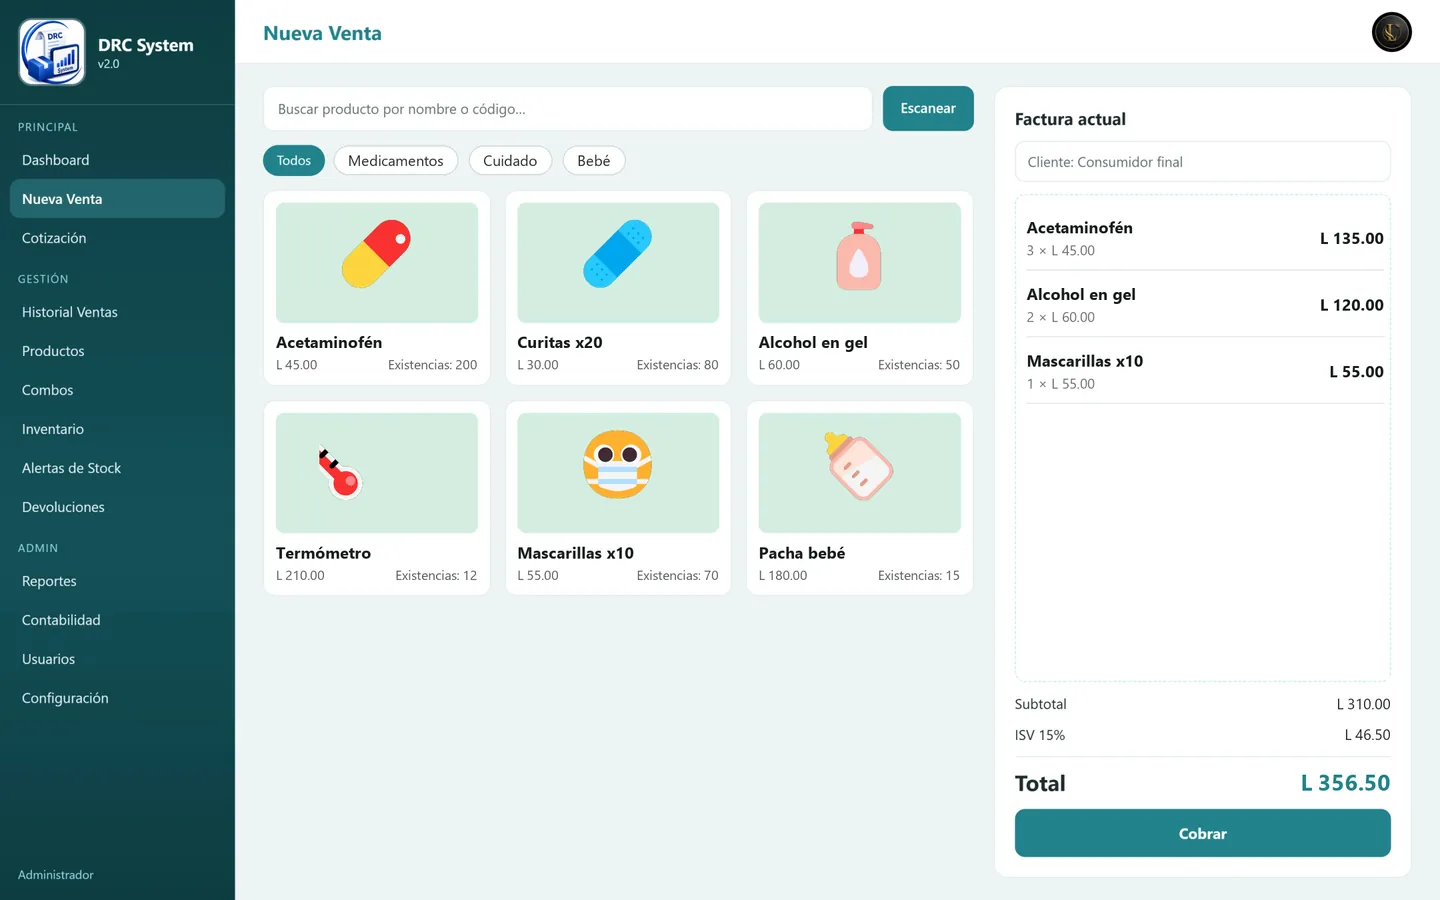 DRC
System
DRC System
v2.0
PRINCIPAL
Dashboard
Nueva Venta
Cotización
GESTIÓN
Historial Ventas
Productos
Combos
Inventario
Alertas de Stock
Devoluciones
ADMIN
Reportes
Contabilidad
Usuarios
Configuración
Administrador
Nueva Venta
Buscar producto por nombre o código...
Escanear
Todos Medicamentos Cuidado Bebé
Acetaminofén
L 45.00 Existencias: 200
Curitas x20
L 30.00 Existencias: 80
Alcohol en gel
L 60.00 Existencias: 50
Termómetro
L 210.00 Existencias: 12
Mascarillas x10
L 55.00 Existencias: 70
Pacha bebé
L 180.00 Existencias: 15
Factura actual
Cliente: Consumidor final
Acetaminofén
3 × L 45.00
L 135.00
Alcohol en gel
2 × L 60.00
L 120.00
Mascarillas x10
1 × L 55.00
L 55.00
Subtotal L 310.00
ISV 15% L 46.50
Total L 356.50
Cobrar